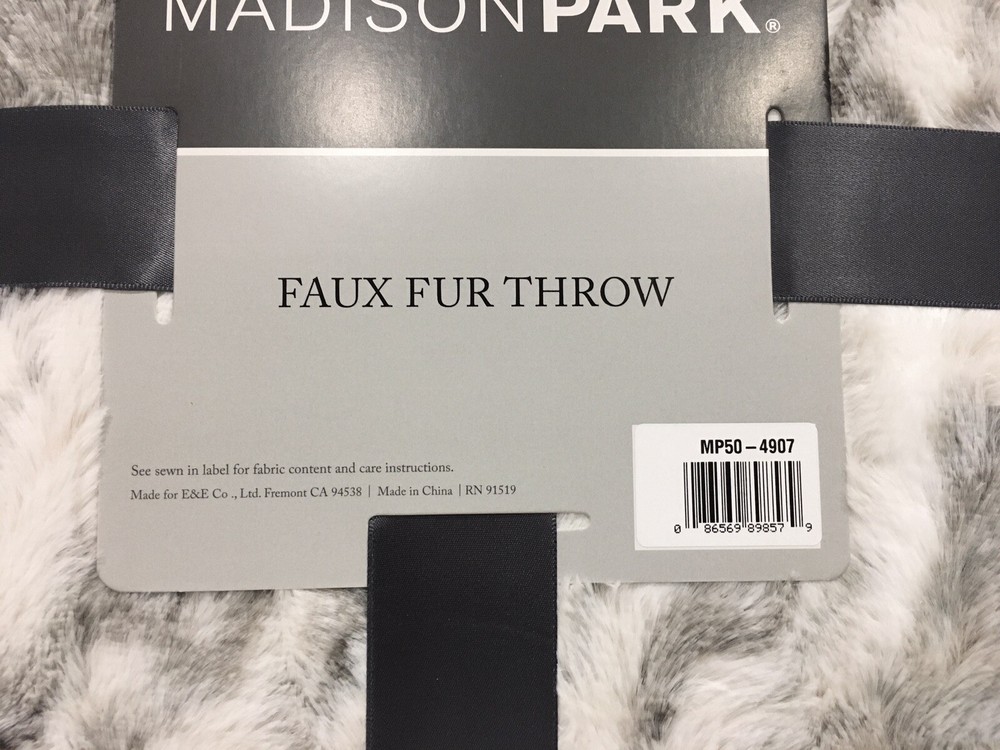 MADISONPARK®
FAUX FUR THROW
See sewn in label for fabric content and care instructions.
Made for E&E Co ., Ltd. Fremont CA 94538 | Made in China | RN 91519
MP50-4907
0 86569 89857 9